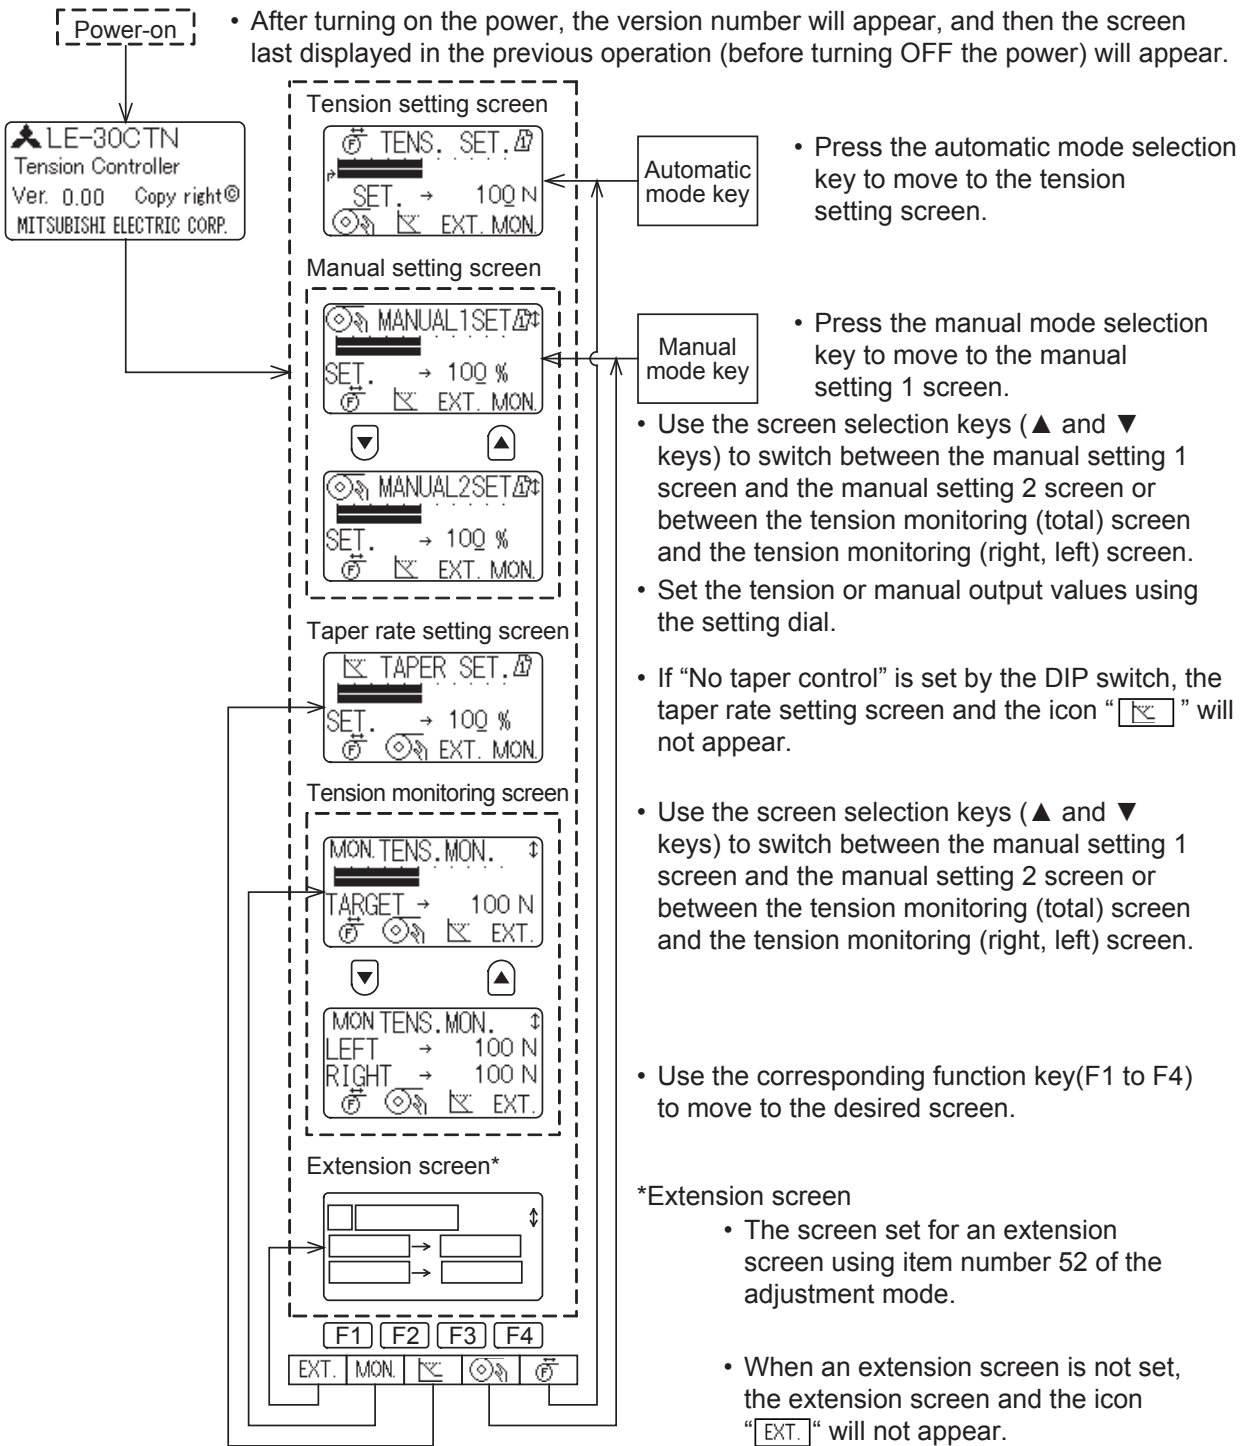 Power-on
• After turning on the power, the version number will appear, and then the screen
last displayed in the previous operation (before turning OFF the power) will appear.
LE-30CTN
Tension Controller
Ver. 0.00 Copy right©
MITSUBISHI ELECTRIC CORP.
Tension setting screen
F TENS. SET.
SET. → 100 N
EXT. MON.
Automatic
mode key
• Press the automatic mode selection
key to move to the tension
setting screen.
Manual setting screen
MANUAL1SET
SET. → 100 %
F EXT. MON.
Manual
mode key
• Press the manual mode selection
key to move to the manual
setting 1 screen.
▼ ▲
MANUAL2SET
SET. → 100 %
F EXT. MON.
• Use the screen selection keys (▲ and ▼
keys) to switch between the manual setting 1
screen and the manual setting 2 screen or
between the tension monitoring (total) screen
and the tension monitoring (right, left) screen.
• Set the tension or manual output values using
the setting dial.
Taper rate setting screen
TAPER SET.
SET. → 100 %
F EXT. MON.
• If “No taper control” is set by the DIP switch, the
taper rate setting screen and the icon “ ” will
not appear.
Tension monitoring screen
MON. TENS.MON.
TARGET → 100 N
F EXT.
▼ ▲
MON TENS.MON.
LEFT → 100 N
RIGHT → 100 N
F EXT.
• Use the screen selection keys (▲ and ▼
keys) to switch between the manual setting 1
screen and the manual setting 2 screen or
between the tension monitoring (total) screen
and the tension monitoring (right, left) screen.
• Use the corresponding function key(F1 to F4)
to move to the desired screen.
Extension screen*
F1 F2 F3 F4
EXT. MON. F
*Extension screen
• The screen set for an extension
screen using item number 52 of the
adjustment mode.
• When an extension screen is not set,
the extension screen and the icon
“EXT.“ will not appear.